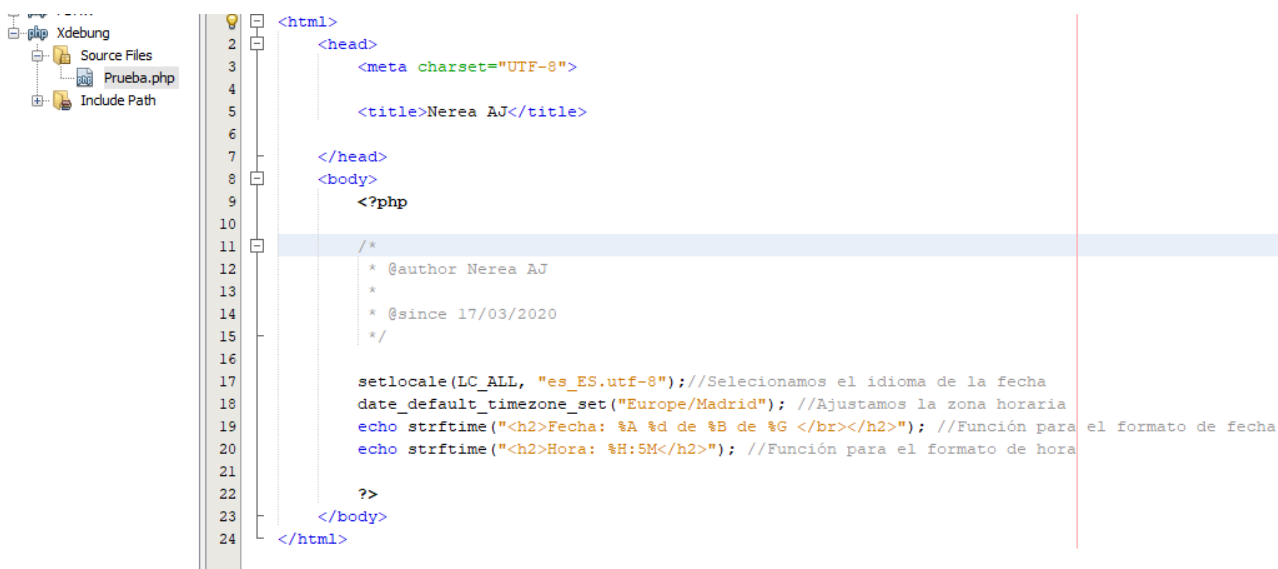 Xdebung
Source Files
Prueba.php
Include Path
<html>
2 <head>
3 <meta charset="UTF-8">
4
5 <title>Nerea AJ</title>
6
7 </head>
8 <body>
9 <?php
10
11 /*
12 * @author Nerea AJ
13 *
14 * @since 17/03/2020
15 */
16
17 setlocale(LC_ALL, "es_ES.utf-8");//Selecionamos el idioma de la fecha
18 date_default_timezone_set("Europe/Madrid"); //Ajustamos la zona horaria
19 echo strftime("<h2>Fecha: %A %d de %B de %G </br></h2>"); //Función para el formato de fecha
20 echo strftime("<h2>Hora: %H:5M</h2>"); //Función para el formato de hora
21
22 ?>
23 </body>
24 </html>